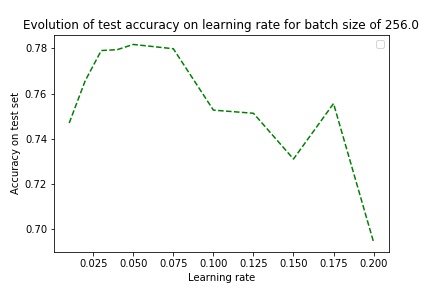 Evolution of test accuracy on learning rate for batch size of 256.0
0.78
0.76
0.74
0.72
0.70
Accuracy on test set
0.025 0.050 0.075 0.100 0.125 0.150 0.175 0.200
Learning rate